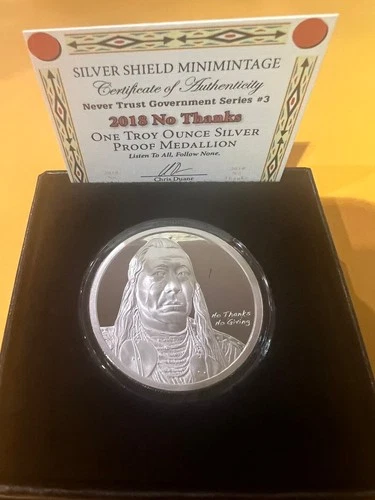 SILVER SHIELD MINIMINTAGE
Certificate of Authenticity
Never Trust Government Series #3
2018 No Thanks
ONE TROY OUNCE SILVER
PROOF MEDALLION
Listen To All, Follow None.
Chris Duane
No Thanks
No Giving